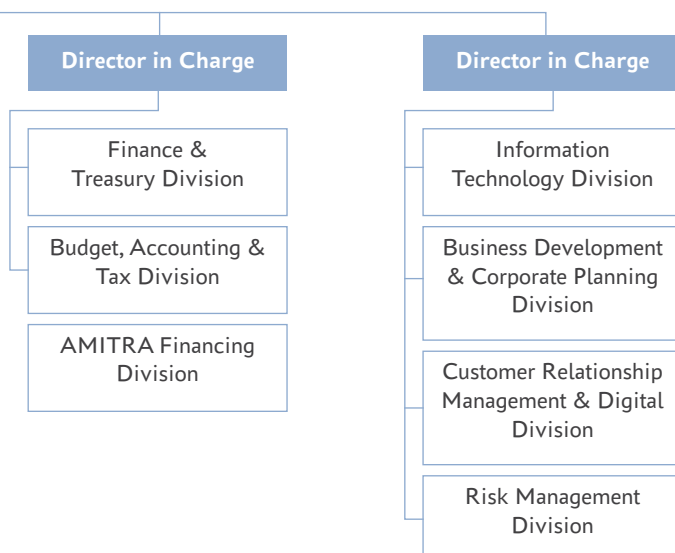 Director in Charge
Finance &
Treasury Division
Budget, Accounting &
Tax Division
AMITRA Financing
Division
Director in Charge
Information
Technology Division
Business Development
& Corporate Planning
Division
Customer Relationship
Management & Digital
Division
Risk Management
Division